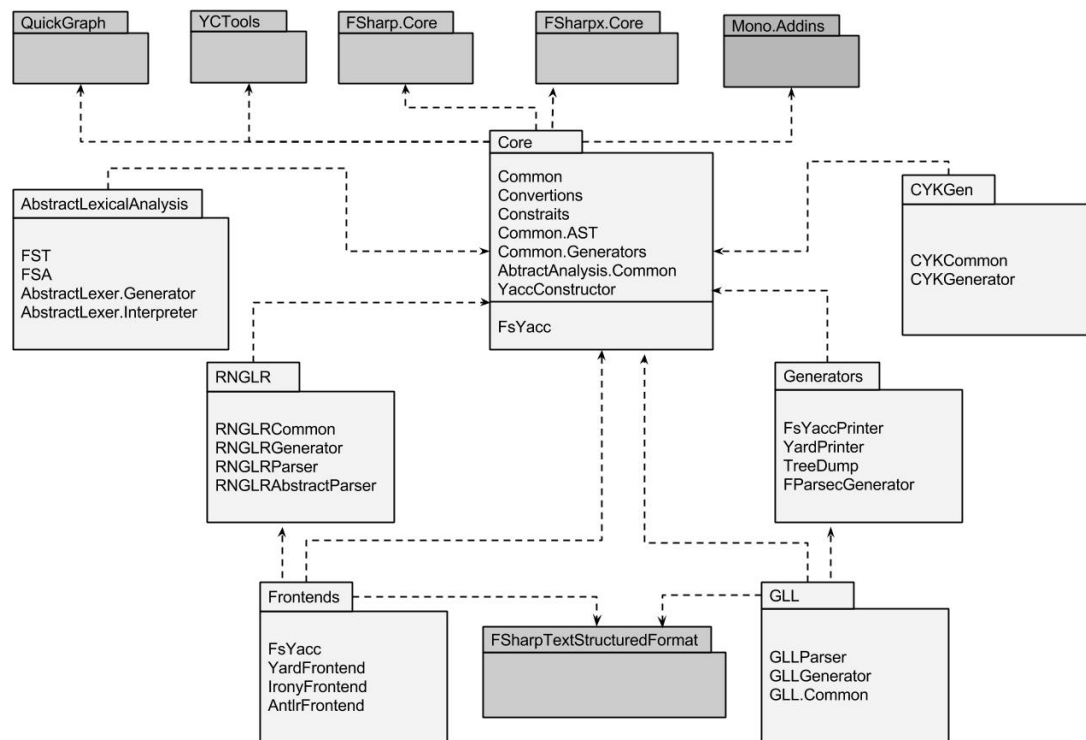 QuickGraph
YCTools
FSharp.Core
FSharpx.Core
Mono.Addins
Core
Common
Convertions
Constraits
Common.AST
Common.Generators
AbtractAnalysis.Common
YaccConstructor
FsYacc
AbstractLexicalAnalysis
FST
FSA
AbstractLexer.Generator
AbstractLexer.Interpreter
CYKGen
CYKCommon
CYKGenerator
RNGLR
RNGLRCommon
RNGLRGenerator
RNGLRParser
RNGLRAbstractParser
Generators
FsYaccPrinter
YardPrinter
TreeDump
FParsecGenerator
Frontends
FsYacc
YardFrontend
IronyFrontend
AntlrFrontend
FSharpTextStructuredFormat
GLL
GLLParser
GLLGenerator
GLL.Common